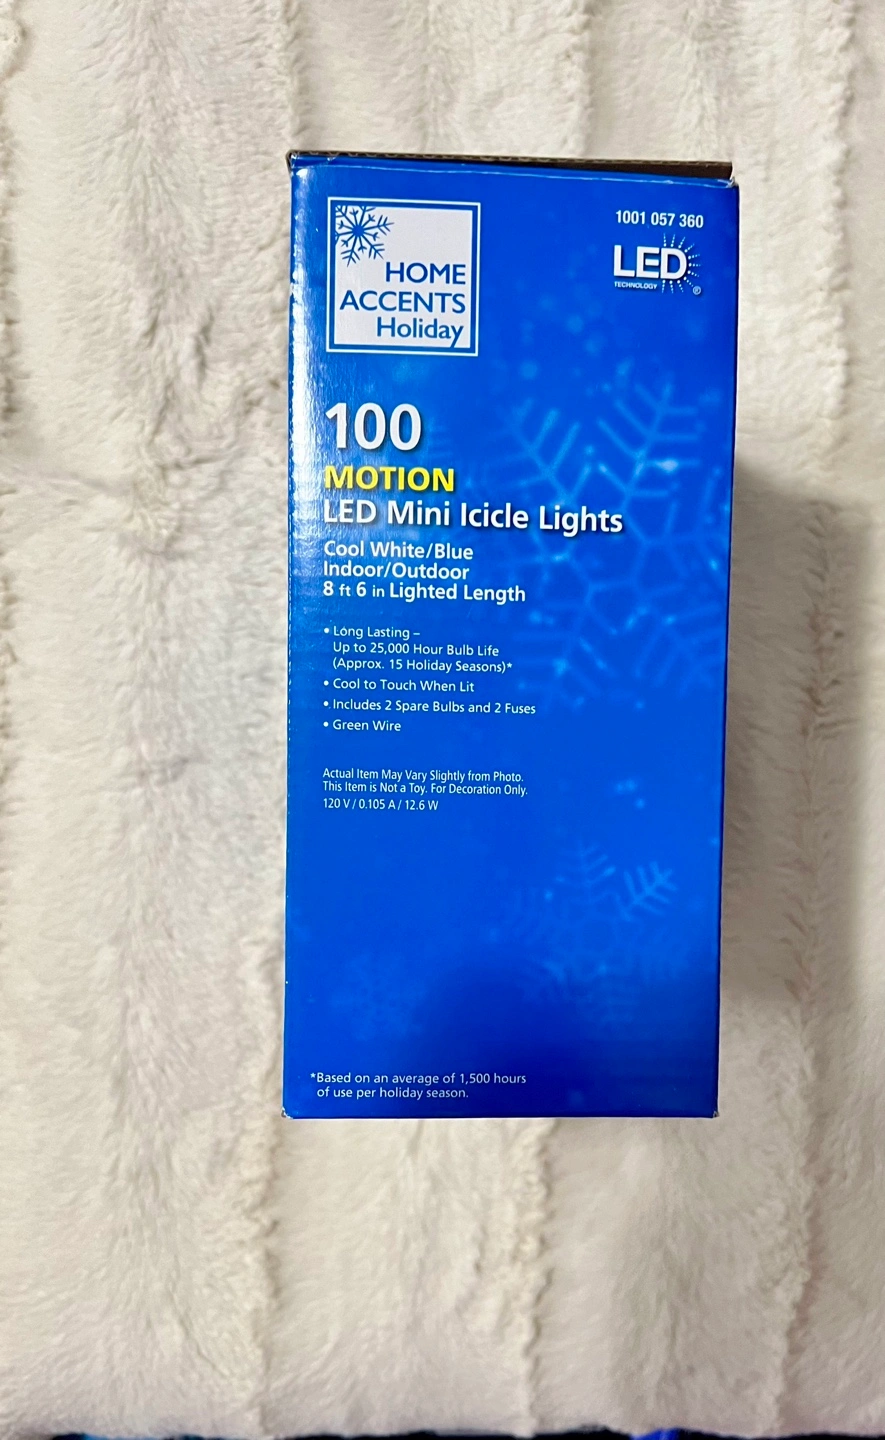 HOME
ACCENTS
Holiday
1001 057 360
LED
TECHNOLOGY
®
100
MOTION
LED Mini Icicle Lights
Cool White/Blue
Indoor/Outdoor
8 ft 6 in Lighted Length
• Long Lasting –
Up to 25,000 Hour Bulb Life
(Approx. 15 Holiday Seasons)*
• Cool to Touch When Lit
• Includes 2 Spare Bulbs and 2 Fuses
• Green Wire
Actual Item May Vary Slightly from Photo.
This Item is Not a Toy. For Decoration Only.
120 V / 0.105 A / 12.6 W
*Based on an average of 1,500 hours
of use per holiday season.